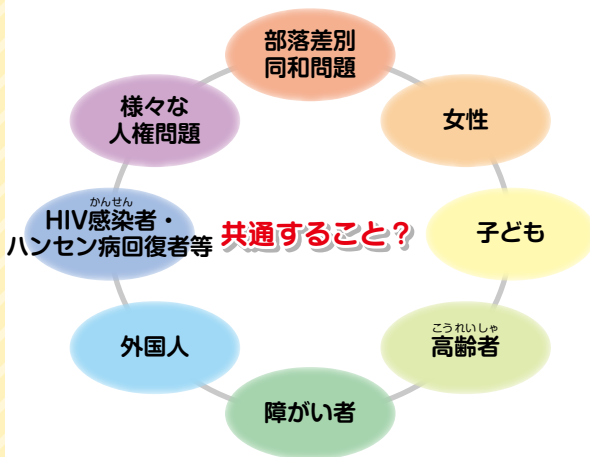 部落差別
同和問題
女性
子ども
こうれいしゃ
高齢者
障がい者
外国人
かんせん
HIV感染者・
ハンセン病回復者等
様々な
人権問題
共通すること？